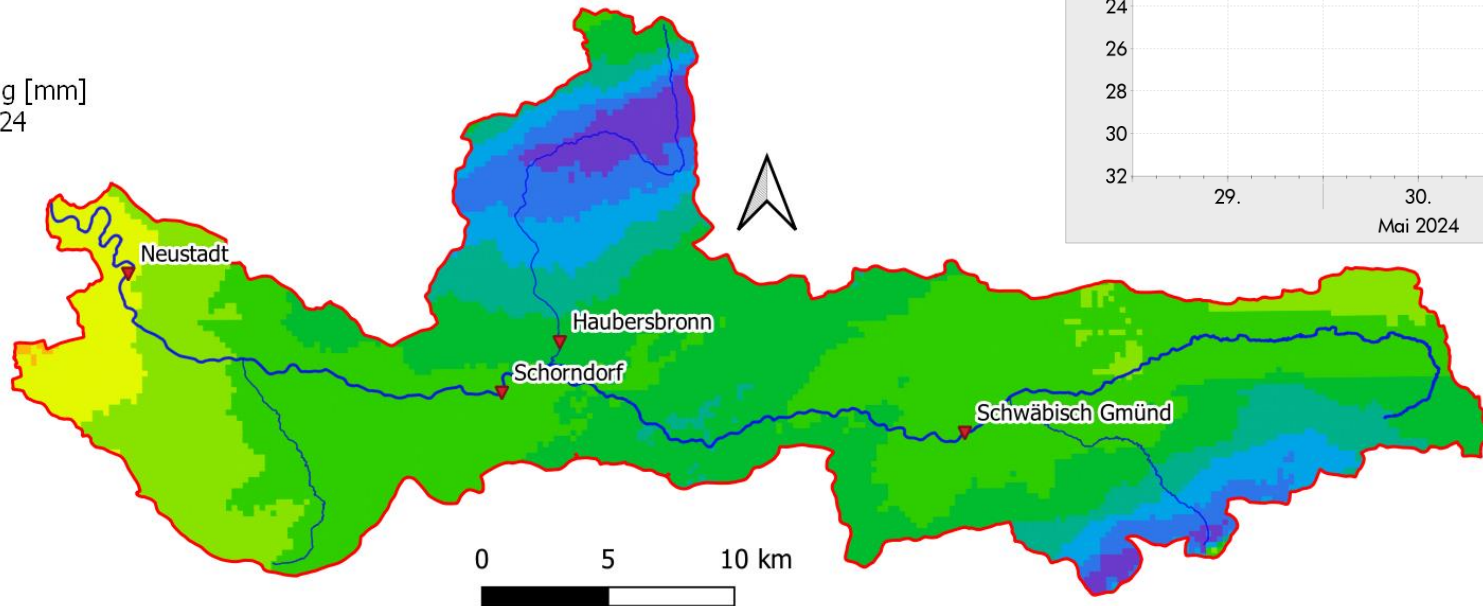 g [mm]
24
24
26
28
30
32
29.
30.
Mai 2024
Neustadt
Haubersbronn
Schorndorf
Schwäbisch Gmünd
0 5 10 km